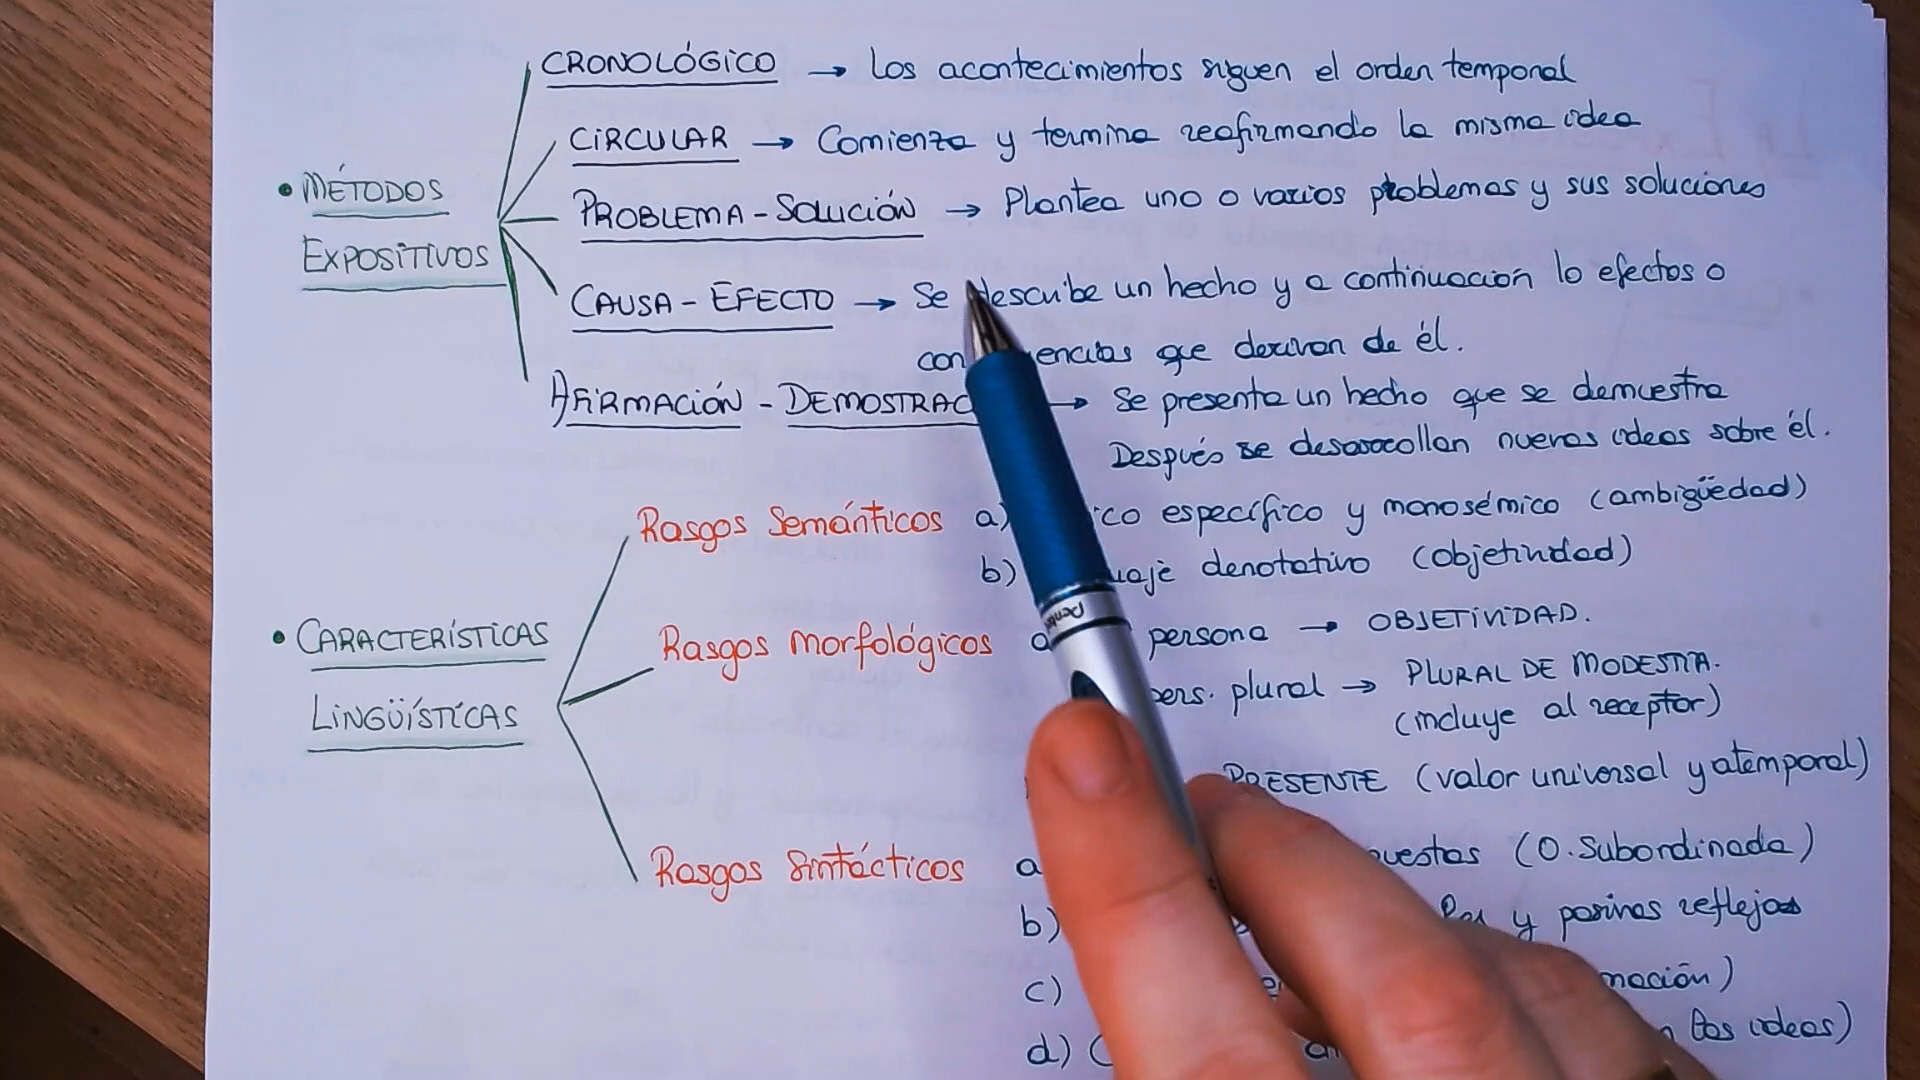 CRONOLÓGICO → Los acontecimientos siguen el orden temporal
CIRCULAR → Comienza y termina reafirmando la misma idea
• MÉTODOS
EXPOSITIVOS
PROBLEMA - SOLUCIÓN → Plantea uno o varios problemas y sus soluciones
CAUSA - EFECTO → Se describe un hecho y a continuación lo efectos o
que derivan de él.
AFIRMACIÓN - → Se presenta un hecho que se demuestra
Después se desarrollan nuevas ideas sobre él.
Rasgos Semánticos a) específico y monosémico (ambigüedad)
b) denotativo (objetividad)
• CARACTERÍSTICAS
LINGÜÍSTICAS
Rasgos morfológicos a persona → OBJETIVIDAD.
pers. plural → PLURAL DE MODESTIA.
(incluye al receptor)
PRESENTE (valor universal y atemporal)
Rasgos Sintácticos a (O. Subordinada)
b) y pasivas reflejas
c)
d) las ideas)